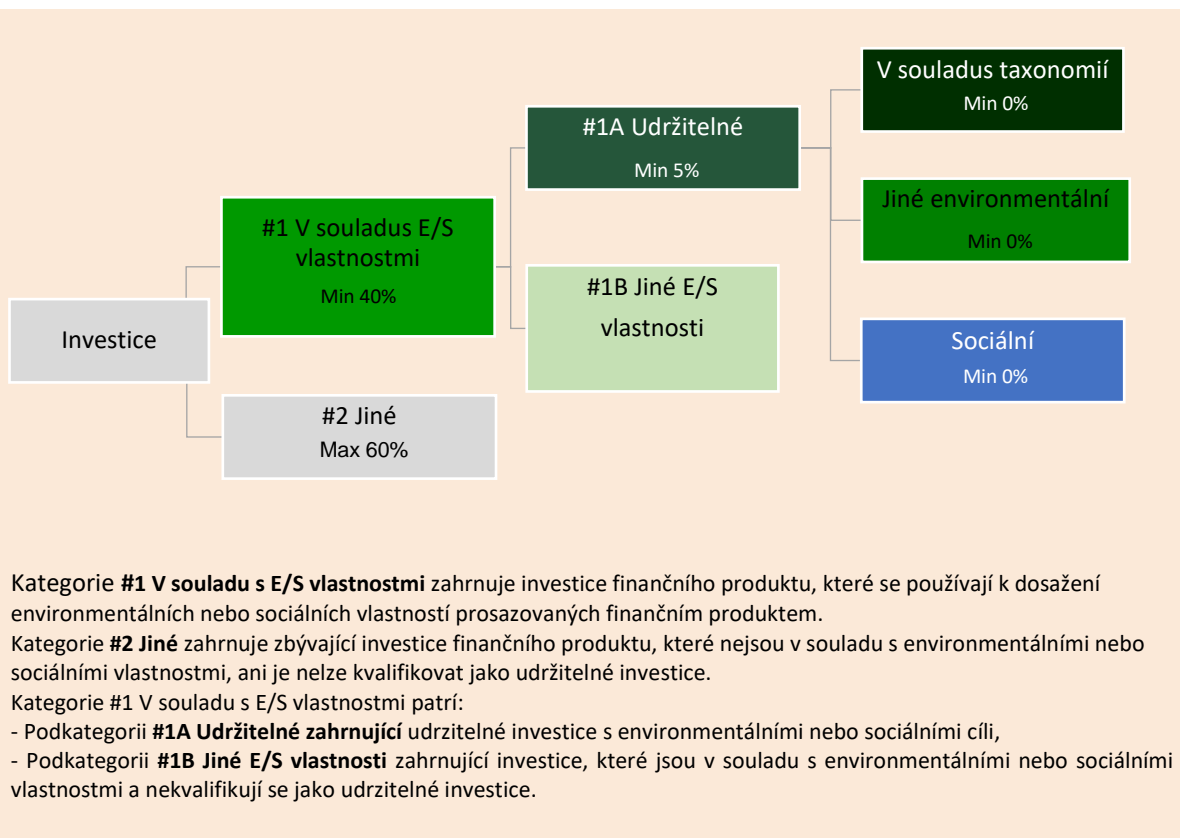 V souladus taxonomií
Min 0%
#1A Udržitelné
Min 5%
Jiné environmentální
Min 0%
#1 V souladus E/S
vlastnostmi
Min 40%
#1B Jiné E/S
vlastnosti
Investice
Sociální
Min 0%
#2 Jiné
Max 60%
Kategorie #1 V souladu s E/S vlastnostmi zahrnuje investice finančního produktu, které se používají k dosažení
environmentálních nebo sociálních vlastností prosazovaných finančním produktem.
Kategorie #2 Jiné zahrnuje zbývající investice finančního produktu, které nejsou v souladu s environmentálními nebo
sociálními vlastnostmi, ani je nelze kvalifikovat jako udržitelné investice.
Kategorie #1 V souladu s E/S vlastnostmi patrí:
- Podkategorii #1A Udržitelné zahrnující udrzitelné investice s environmentálními nebo sociálními cíli,
- Podkategorii #1B Jiné E/S vlastnosti zahrnující investice, které jsou v souladu s environmentálními nebo sociálními
vlastnostmi a nekvalifikují se jako udrzitelné investice.